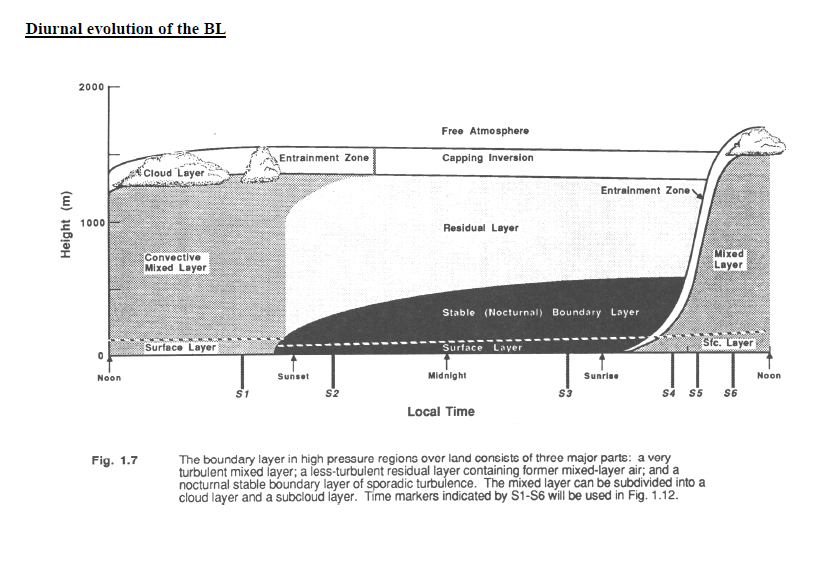 Diurnal evolution of the BL
2000
Free Atmosphere
Entrainment Zone
Capping Inversion
Cloud Layer
Entrainment Zone
Height (m)
1000
Residual Layer
Convective
Mixed Layer
Mixed
Layer
Stable (Nocturnal) Boundary Layer
Surface Layer
Surface Layer
Sfc. Layer
0
Noon
Sunset
Midnight
Sunrise
Noon
S1
S2
S3
S4
S5
S6
Local Time
Fig. 1.7
The boundary layer in high pressure regions over land consists of three major parts: a very
turbulent mixed layer; a less-turbulent residual layer containing former mixed-layer air; and a
nocturnal stable boundary layer of sporadic turbulence. The mixed layer can be subdivided into a
cloud layer and a subcloud layer. Time markers indicated by S1-S6 will be used in Fig. 1.12.